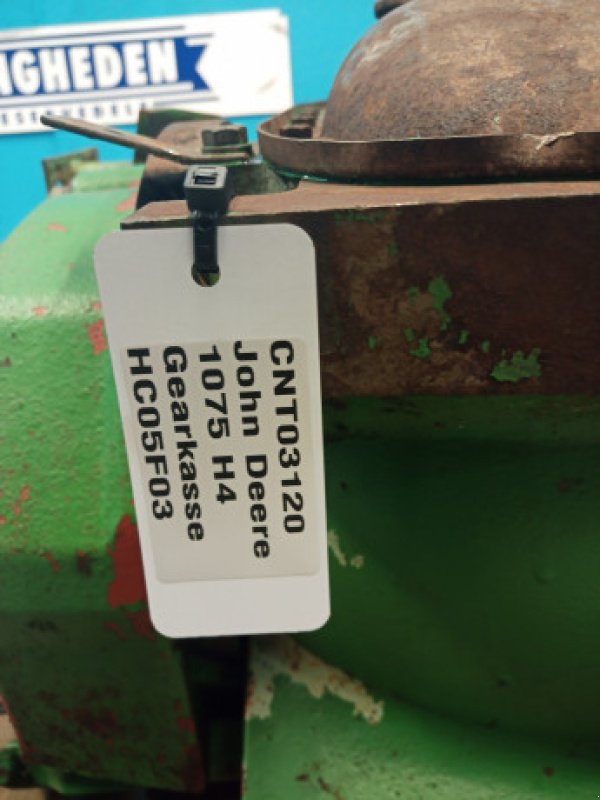 NGHEDEN
CNT03120
John Deere
1075 H4
Gearkasse
HC05F03